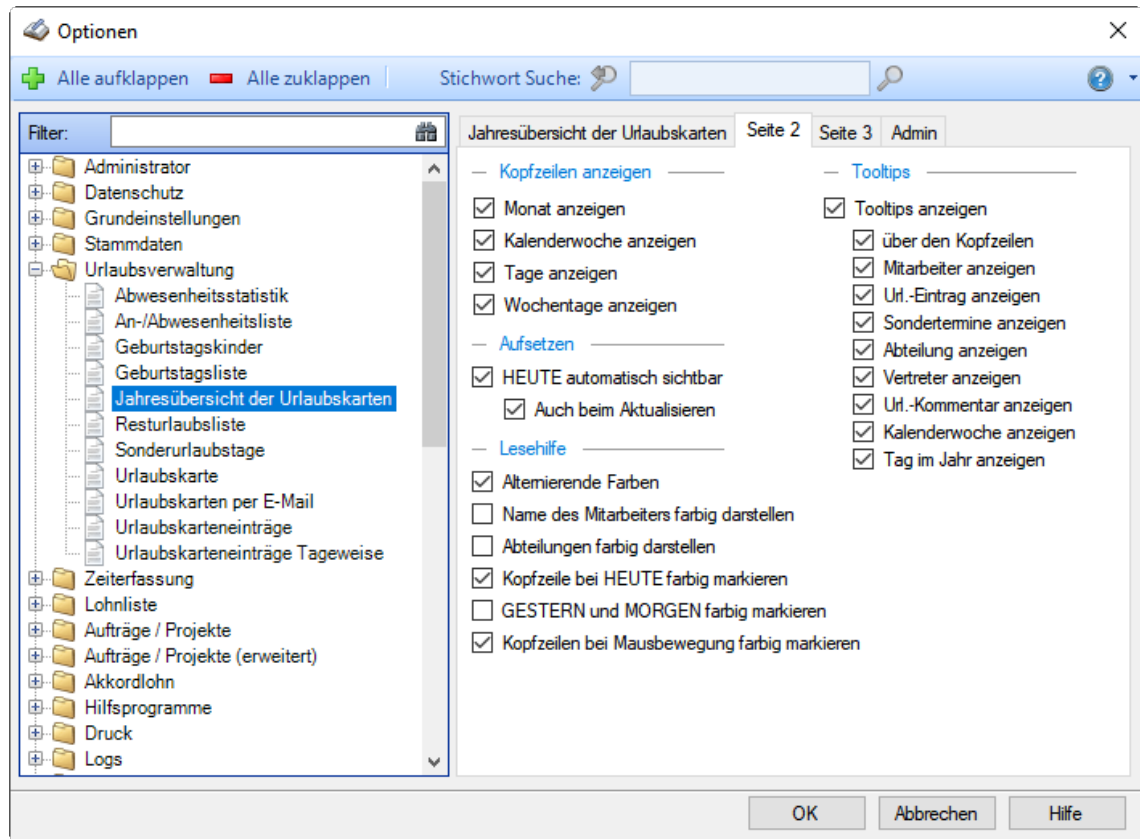 Optionen
Alle aufklappen
Alle zuklappen
Stichwort Suche:
Filter:
Administrator
Datenschutz
Grundeinstellungen
Stammdaten
Urlaubsverwaltung
Abwesenheitsstatistik
An-/Abwesenheitsliste
Geburtstagskinder
Geburtstagsliste
Jahresübersicht der Urlaubskarten
Resturlaubsliste
Sonderurlaubstage
Urlaubskarte
Urlaubskarten per E-Mail
Urlaubskarteneinträge
Urlaubskarteneinträge Tageweise
Zeiterfassung
Lohnliste
Aufträge / Projekte
Aufträge / Projekte (erweitert)
Akkordlohn
Hilfsprogramme
Druck
Logs
Jahresübersicht der Urlaubskarten
Seite 2
Seite 3
Admin
Kopfzeilen anzeigen
Monat anzeigen
Kalenderwoche anzeigen
Tage anzeigen
Wochentage anzeigen
Aufsetzen
HEUTE automatisch sichtbar
Auch beim Aktualisieren
Lesehilfe
Alternierende Farben
Name des Mitarbeiters farbig darstellen
Abteilungen farbig darstellen
Kopfzeile bei HEUTE farbig markieren
GESTERN und MORGEN farbig markieren
Kopfzeilen bei Mausbewegung farbig markieren
Tooltips
Tooltips anzeigen
über den Kopfzeilen
Mitarbeiter anzeigen
Url.-Eintrag anzeigen
Sondertermine anzeigen
Abteilung anzeigen
Vertreter anzeigen
Url.-Kommentar anzeigen
Kalenderwoche anzeigen
Tag im Jahr anzeigen
OK
Abbrechen
Hilfe